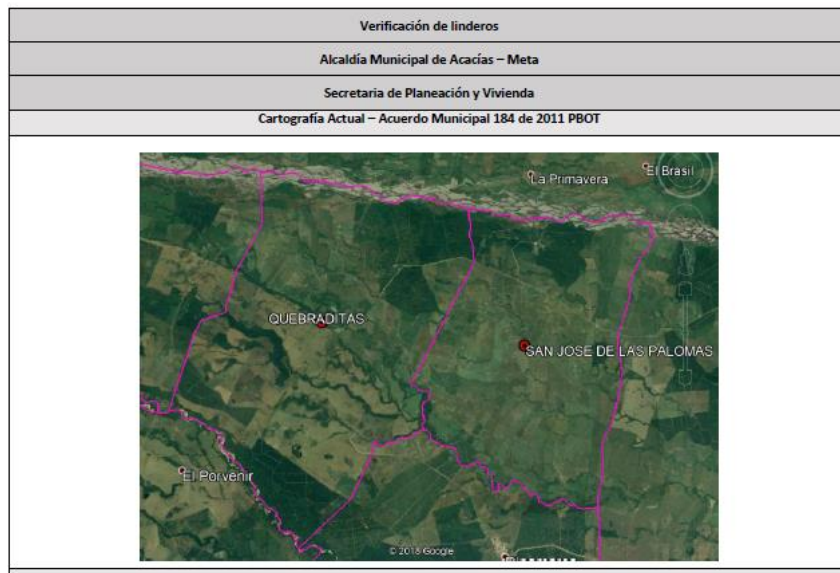 Verificación de linderos
Alcaldía Municipal de Acacías – Meta
Secretaria de Planeación y Vivienda
Cartografía Actual – Acuerdo Municipal 184 de 2011 PBOT
La Primavera
El Brasil
QUEBRADITAS
SAN JOSE DE LAS PALOMAS
El Porvenir
© 2018 Google